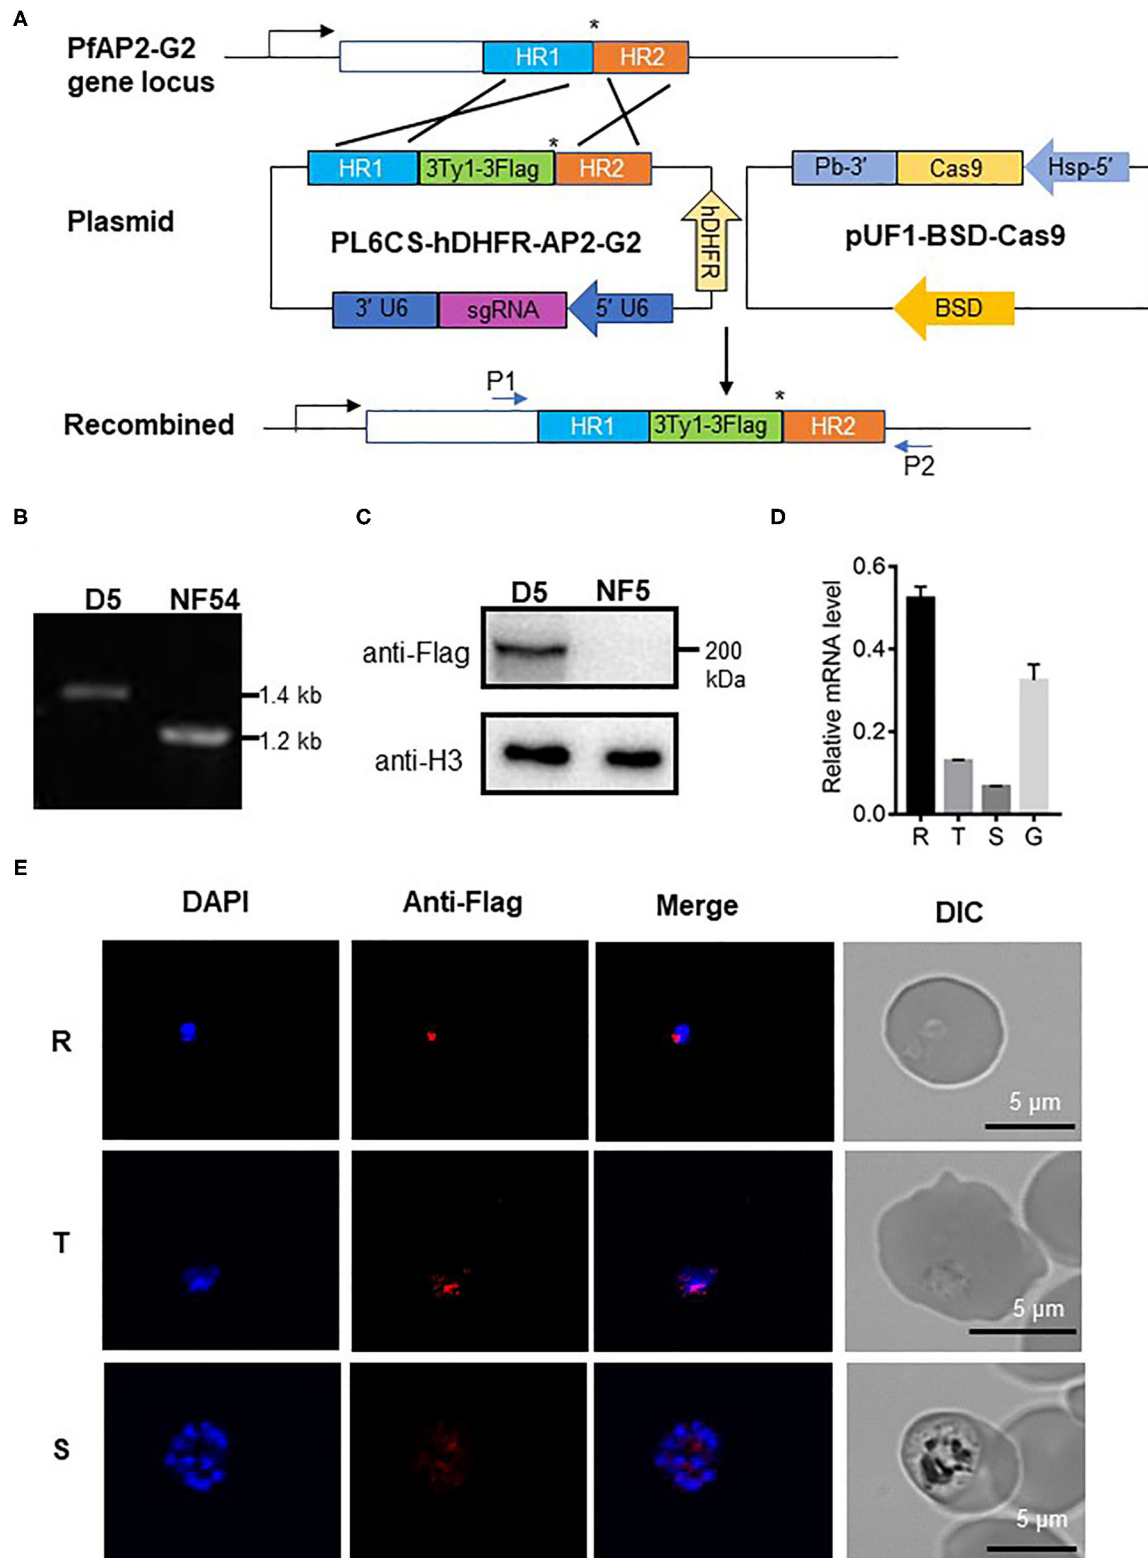 A
PfAP2-G2
gene locus
*
HR1
HR2
Plasmid
HR1
3Ty1-3Flag
*
HR2
hDHFR
PL6CS-hDHFR-AP2-G2
3′ U6
sgRNA
5′ U6
Pb-3′
Cas9
Hsp-5′
pUF1-BSD-Cas9
BSD
Recombined
P1
HR1
3Ty1-3Flag
*
HR2
P2
B
D5
NF54
1.4 kb
1.2 kb
C
D5
NF5
anti-Flag
200
kDa
anti-H3
D
Relative mRNA level
0.6
0.4
0.2
0.0
R T S G
E
DAPI
Anti-Flag
Merge
DIC
R
5 µm
T
5 µm
S
5 µm